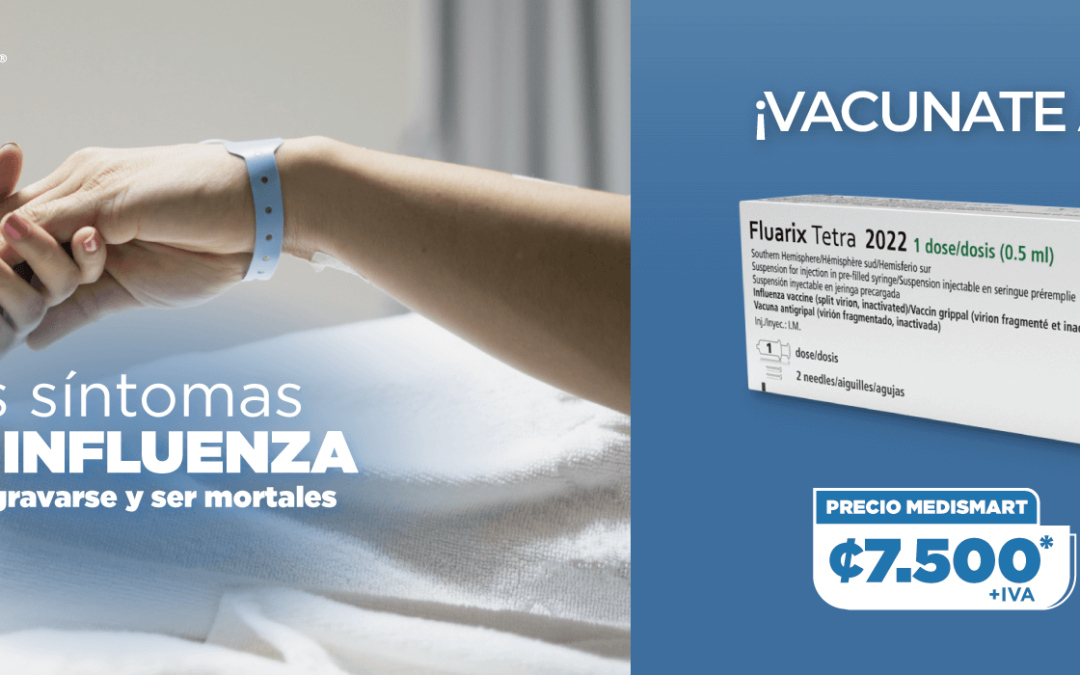 ®
s síntomas
INFLUENZA
gravarse y ser mortales
¡VACUNATE
Fluarix Tetra 2022 1 dose/dosis (0.5 ml)
Southern Hemisphere/Hémisphère sud/Hemisferio sur
Suspension for injection in pre-filled syringe/Suspension injectable en seringue préremplie
Suspensión inyectable en jeringa precargada
Influenza vaccine (split virion, inactivated)/Vaccin grippal (virion fragmenté et inac
Vacuna antigripal (virión fragmentado, inactivada)
Inj./Inyec.: I.M.
1 dose/dosis
2 needles/aiguilles/agujas
PRECIO MEDISMART
₡7.500*
+IVA